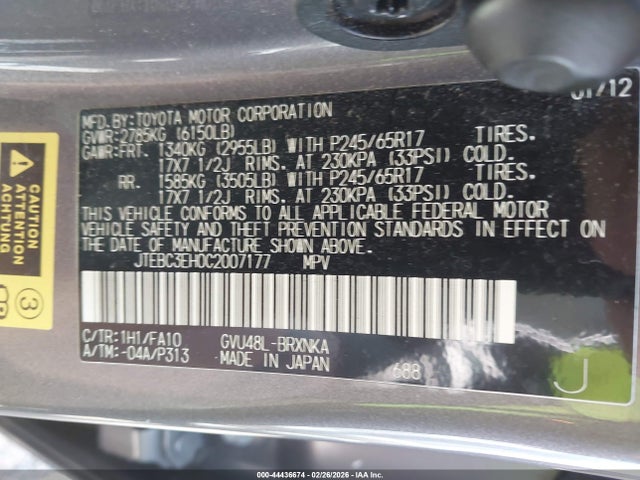 01/12
MFD.BY: TOYOTA MOTOR CORPORATION
GVWR: 2785KG (6150LB)
GAWR: FRT. 1340KG (2955LB) WITH P245/65R17 TIRES.
17X7 1/2J RIMS. AT 230KPA (33PSI) COLD.
RR. 1585KG (3505LB) WITH P245/65R17 TIRES.
17X7 1/2J RIMS. AT 230KPA (33PSI) COLD.
THIS VEHICLE CONFORMS TO ALL APPLICABLE FEDERAL MOTOR
VEHICLE SAFETY AND THEFT PREVENTION STANDARDS IN EFFECT ON
THE DATE OF MANUFACTURE SHOWN ABOVE.
JTEBC3EH0C2007177 MPV
C/TR: 1H1/FA10 GVU48L-BRXNKA
A/TM: -04A/P313 MADE IN JAPAN 688 J
CAUTION
ATTENTION
ACHTUNG
3
00-44436674 | 02/26/2026 - IAA Corp.